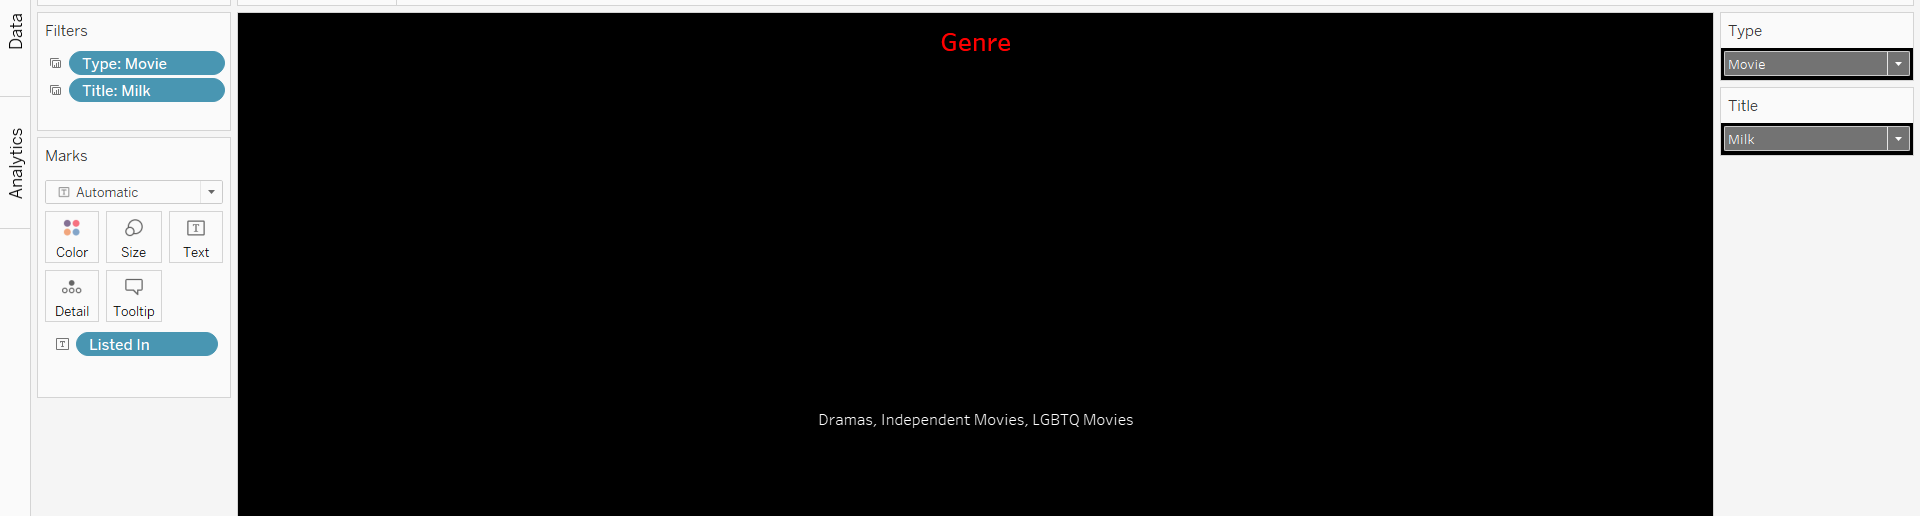 Data
Analytics
Filters
Type: Movie
Title: Milk
Marks
Automatic
Color Size Text
Detail Tooltip
Listed In
Genre
Dramas, Independent Movies, LGBTQ Movies
Type
Movie
Title
Milk